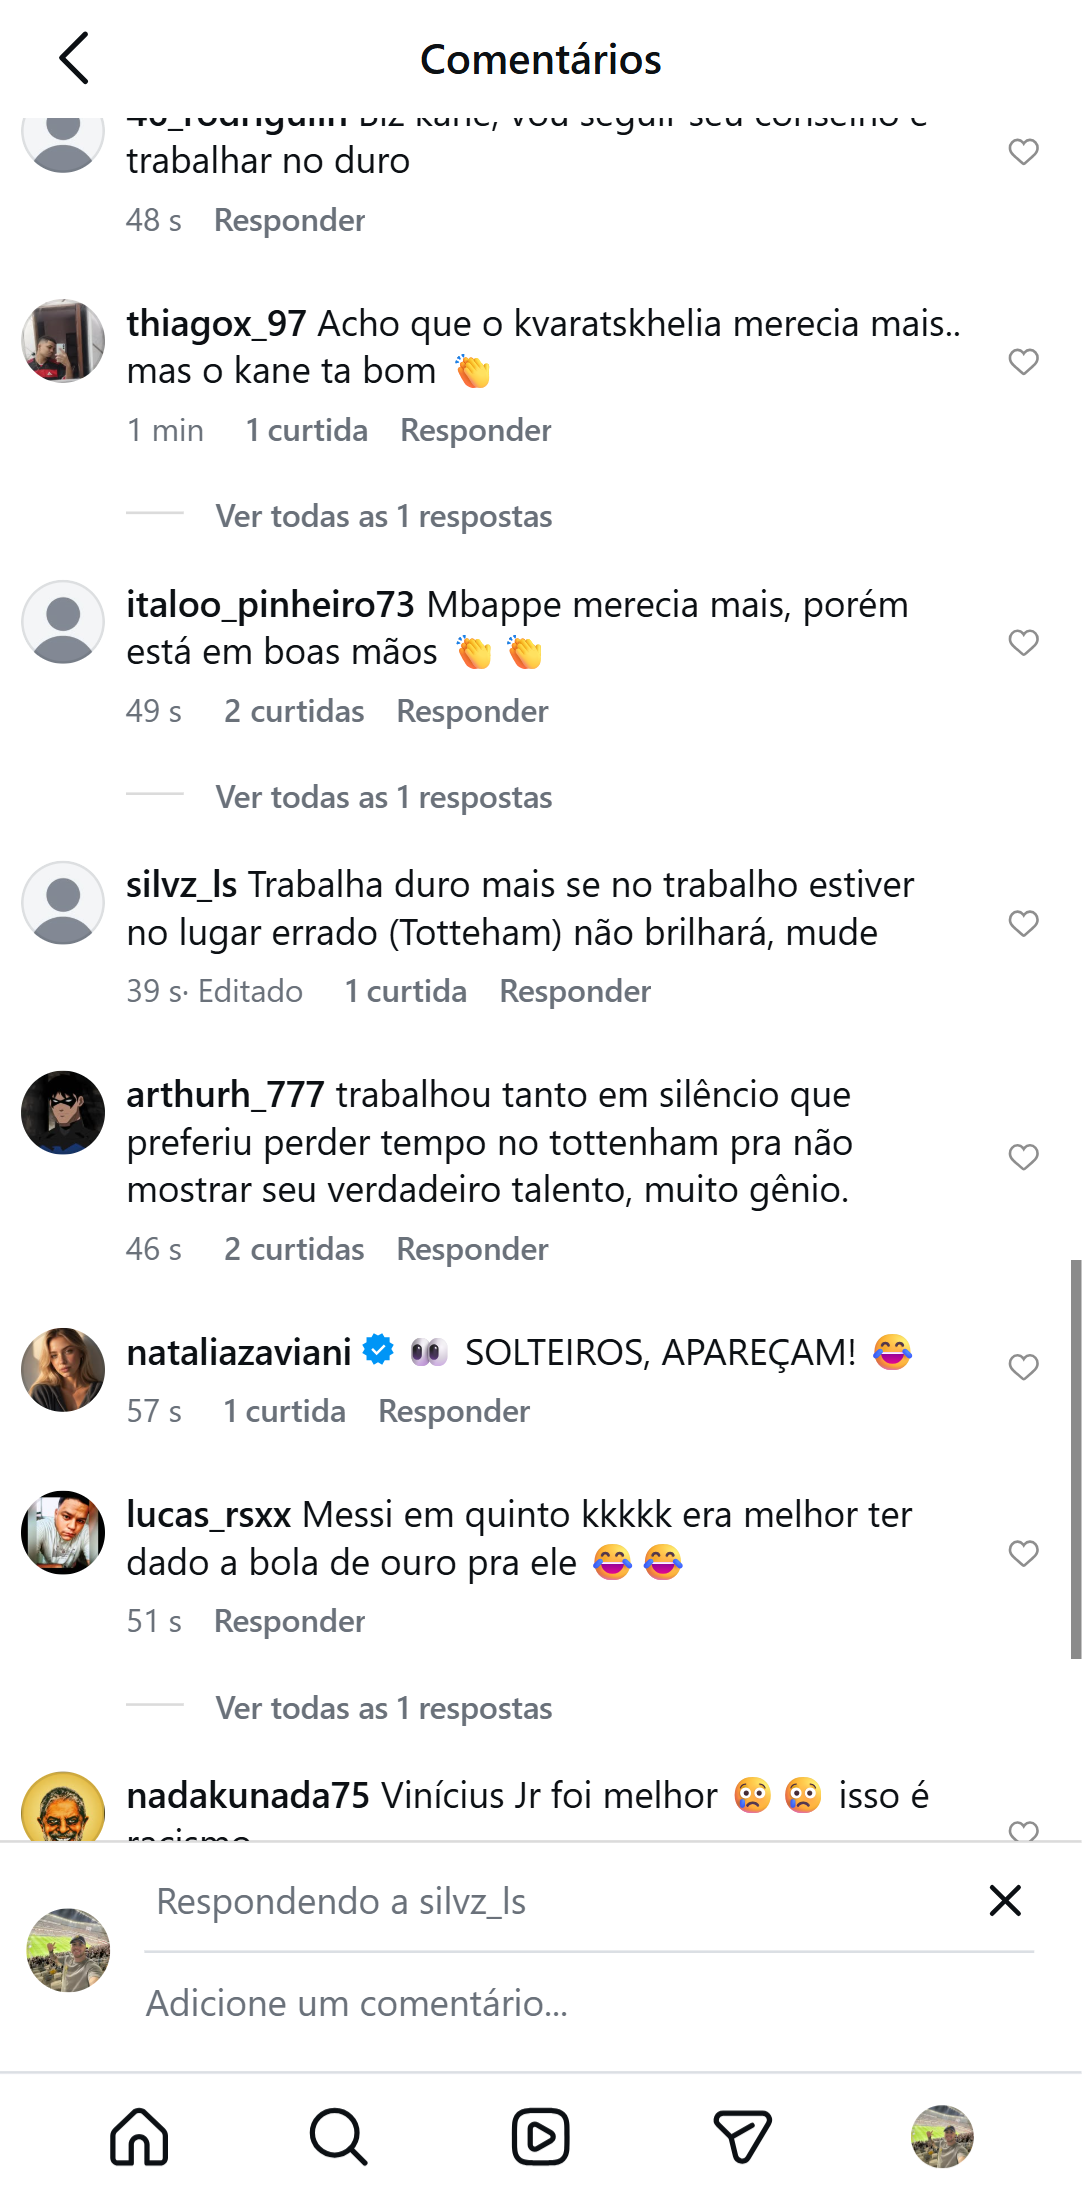 Comentários
trabalhar no duro
48 s Responder
thiagox_97 Acho que o kvaratskhelia merecia mais..
mas o kane ta bom 👏
1 min 1 curtida Responder
Ver todas as 1 respostas
italoo_pinheiro73 Mbappe merecia mais, porém
está em boas mãos 👏 👏
49 s 2 curtidas Responder
Ver todas as 1 respostas
silvz_ls Trabalha duro mais se no trabalho estiver
no lugar errado (Totteham) não brilhará, mude
39 s· Editado 1 curtida Responder
arthurh_777 trabalhou tanto em silêncio que
preferiu perder tempo no tottenham pra não
mostrar seu verdadeiro talento, muito gênio.
46 s 2 curtidas Responder
nataliazaviani 👀 SOLTEIROS, APAREÇAM! 😂
57 s 1 curtida Responder
lucas_rsxx Messi em quinto kkkkk era melhor ter
dado a bola de ouro pra ele 😂 😂
51 s Responder
Ver todas as 1 respostas
nadakunada75 Vinícius Jr foi melhor 😢 😢 isso é
racismo
Respondendo a silvz_ls
Adicione um comentário...